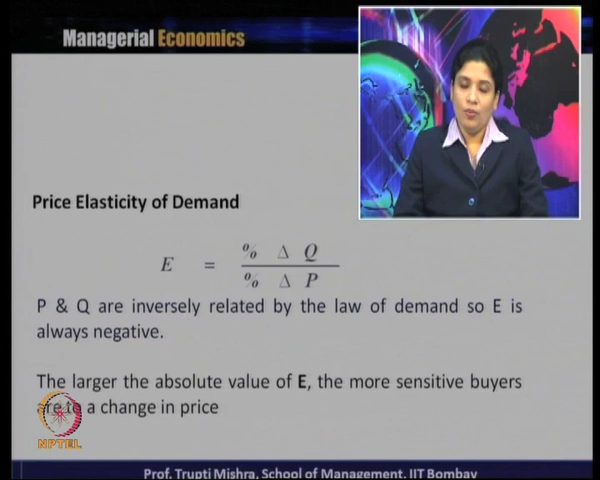 Managerial Economics
Price Elasticity of Demand
E = % Δ Q
% Δ P
P & Q are inversely related by the law of demand so E is
always negative.
The larger the absolute value of E, the more sensitive buyers
are to a change in price
NPTEL
Prof. Trupti Mishra, School of Management, IIT Bombay